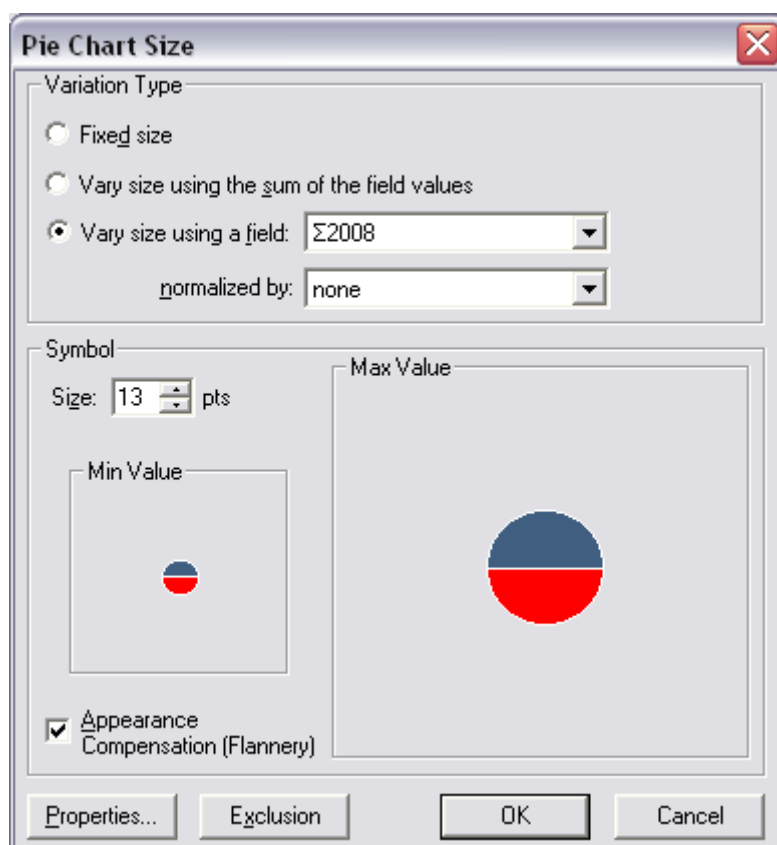 Pie Chart Size
Variation Type
Fixed size
Vary size using the sum of the field values
Vary size using a field: Σ2008
normalized by: none
Symbol
Size: 13 pts
Max Value
Min Value
Appearance
Compensation (Flannery)
Properties... Exclusion OK Cancel